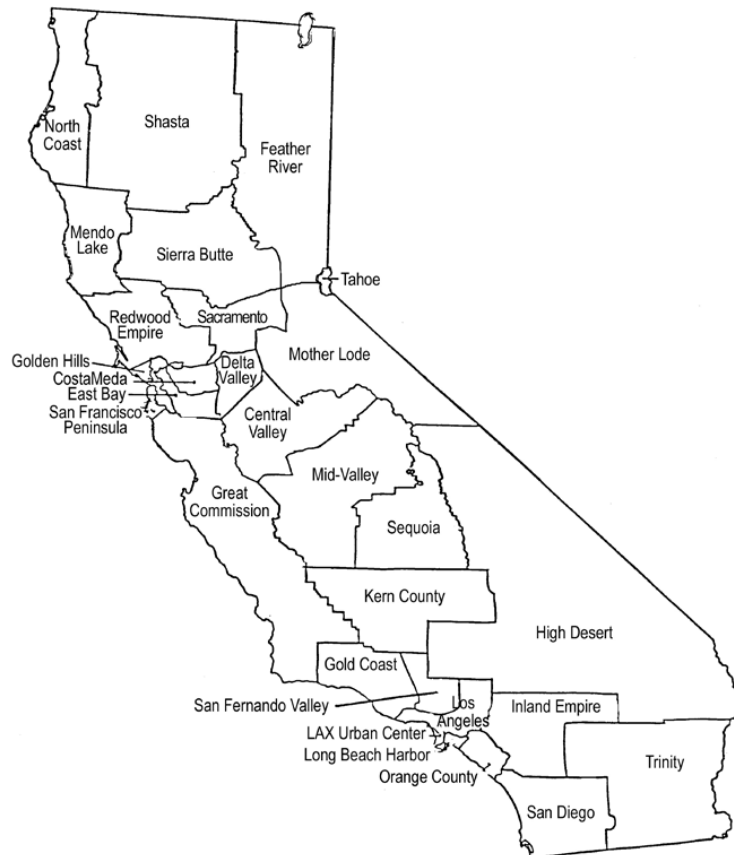 North
Coast
Shasta
Feather
River
Mendo
Lake
Sierra Butte
Tahoe
Redwood
Empire
Sacramento
Mother Lode
Golden Hills
CostaMeda
East Bay
San Francisco
Peninsula
Delta
Valley
Central
Valley
Mid-Valley
Great
Commission
Sequoia
Kern County
High Desert
Gold Coast
San Fernando Valley
Los
Angeles
Inland Empire
LAX Urban Center
Long Beach Harbor
Orange County
Trinity
San Diego